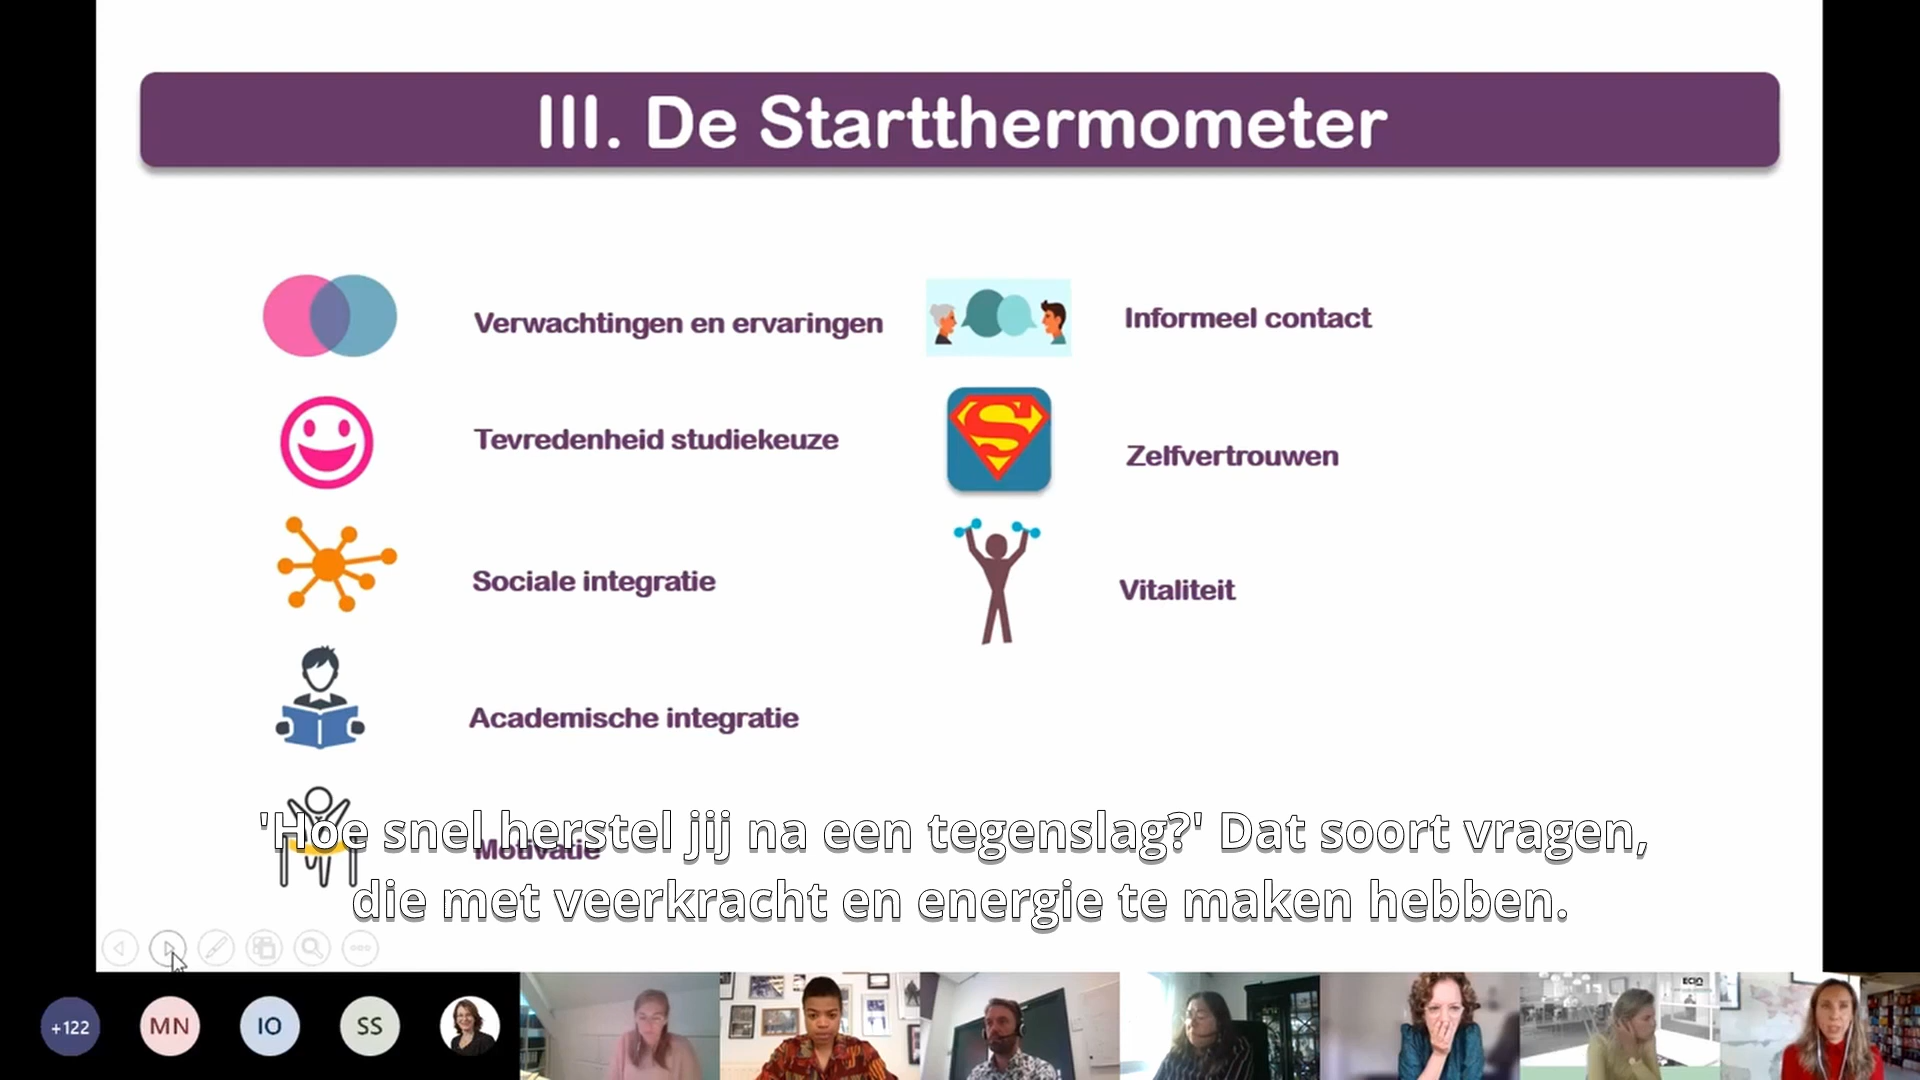 III. De Startthermometer
Verwachtingen en ervaringen
Informeel contact
Tevredenheid studiekeuze
S
Zelfvertrouwen
Sociale integratie
Vitaliteit
Academische integratie
Motivatie
'Hoe snel herstel jij na een tegenslag?' Dat soort vragen,
die met veerkracht en energie te maken hebben.
+122
MN
IO
SS
ECIO